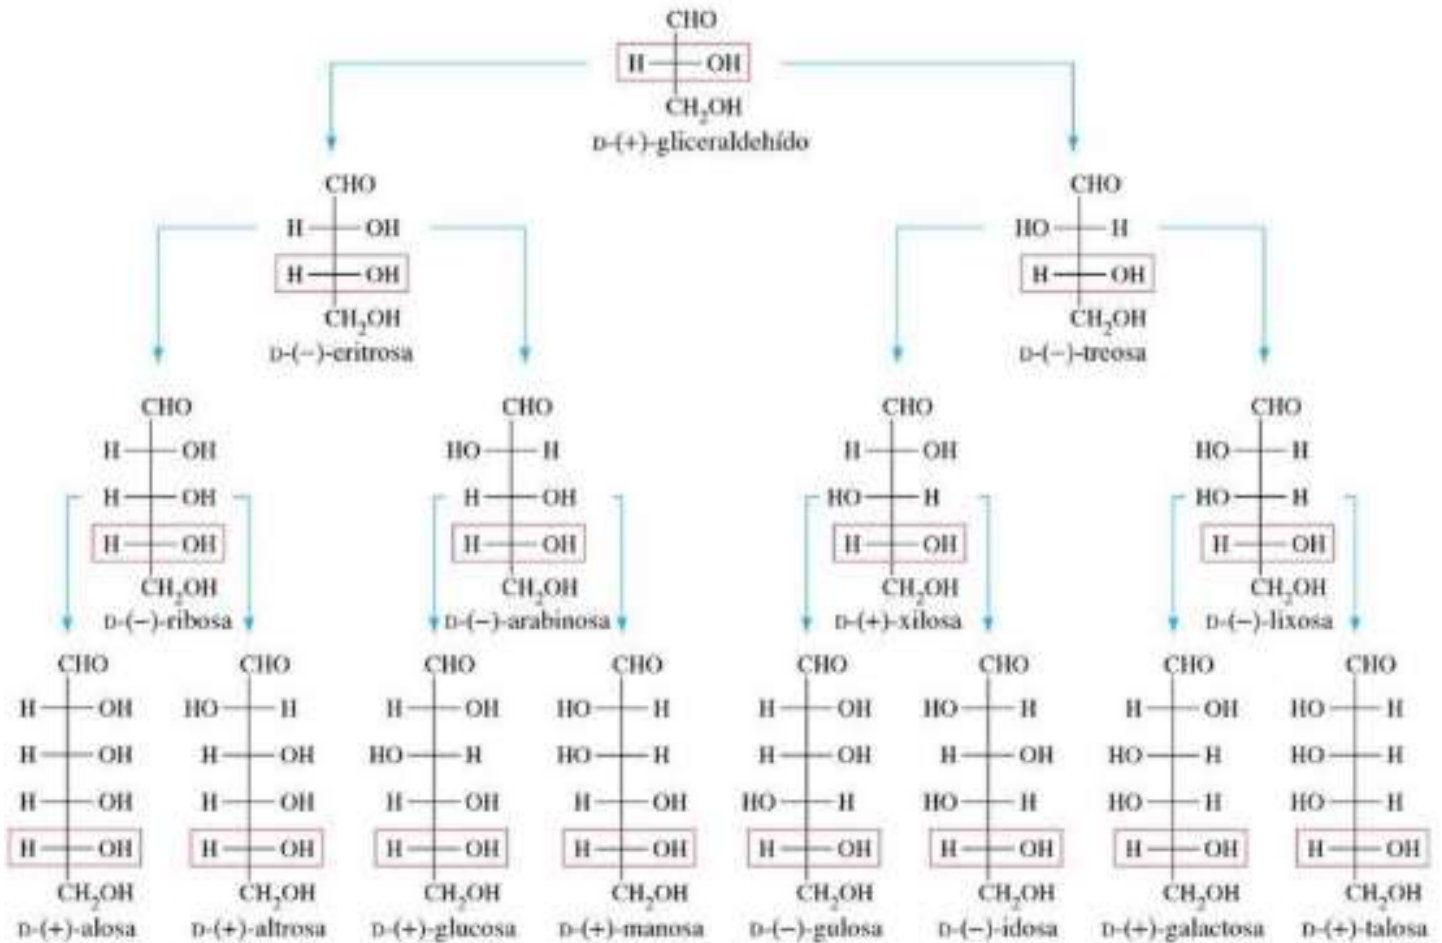 CHO
H OH
CH2OH
D-(+)-gliceraldehído
CHO
H OH
H OH
CH2OH
D-(−)-eritrosa
CHO
HO H
H OH
CH2OH
D-(−)-treosa
CHO
H OH
H OH
H OH
CH2OH
D-(−)-ribosa
CHO
HO H
H OH
H OH
CH2OH
D-(−)-arabinosa
CHO
H OH
HO H
H OH
CH2OH
D-(+)-xilosa
CHO
HO H
HO H
H OH
CH2OH
D-(−)-lixosa
CHO
H OH
H OH
H OH
H OH
CH2OH
D-(+)-alosa
CHO
HO H
H OH
H OH
H OH
CH2OH
D-(+)-altrosa
CHO
H OH
HO H
H OH
H OH
CH2OH
D-(+)-glucosa
CHO
HO H
HO H
H OH
H OH
CH2OH
D-(+)-manosa
CHO
H OH
H OH
HO H
H OH
CH2OH
D-(−)-gulosa
CHO
HO H
H OH
HO H
H OH
CH2OH
D-(−)-idosa
CHO
H OH
HO H
HO H
H OH
CH2OH
D-(+)-galactosa
CHO
HO H
HO H
HO H
H OH
CH2OH
D-(+)-talosa